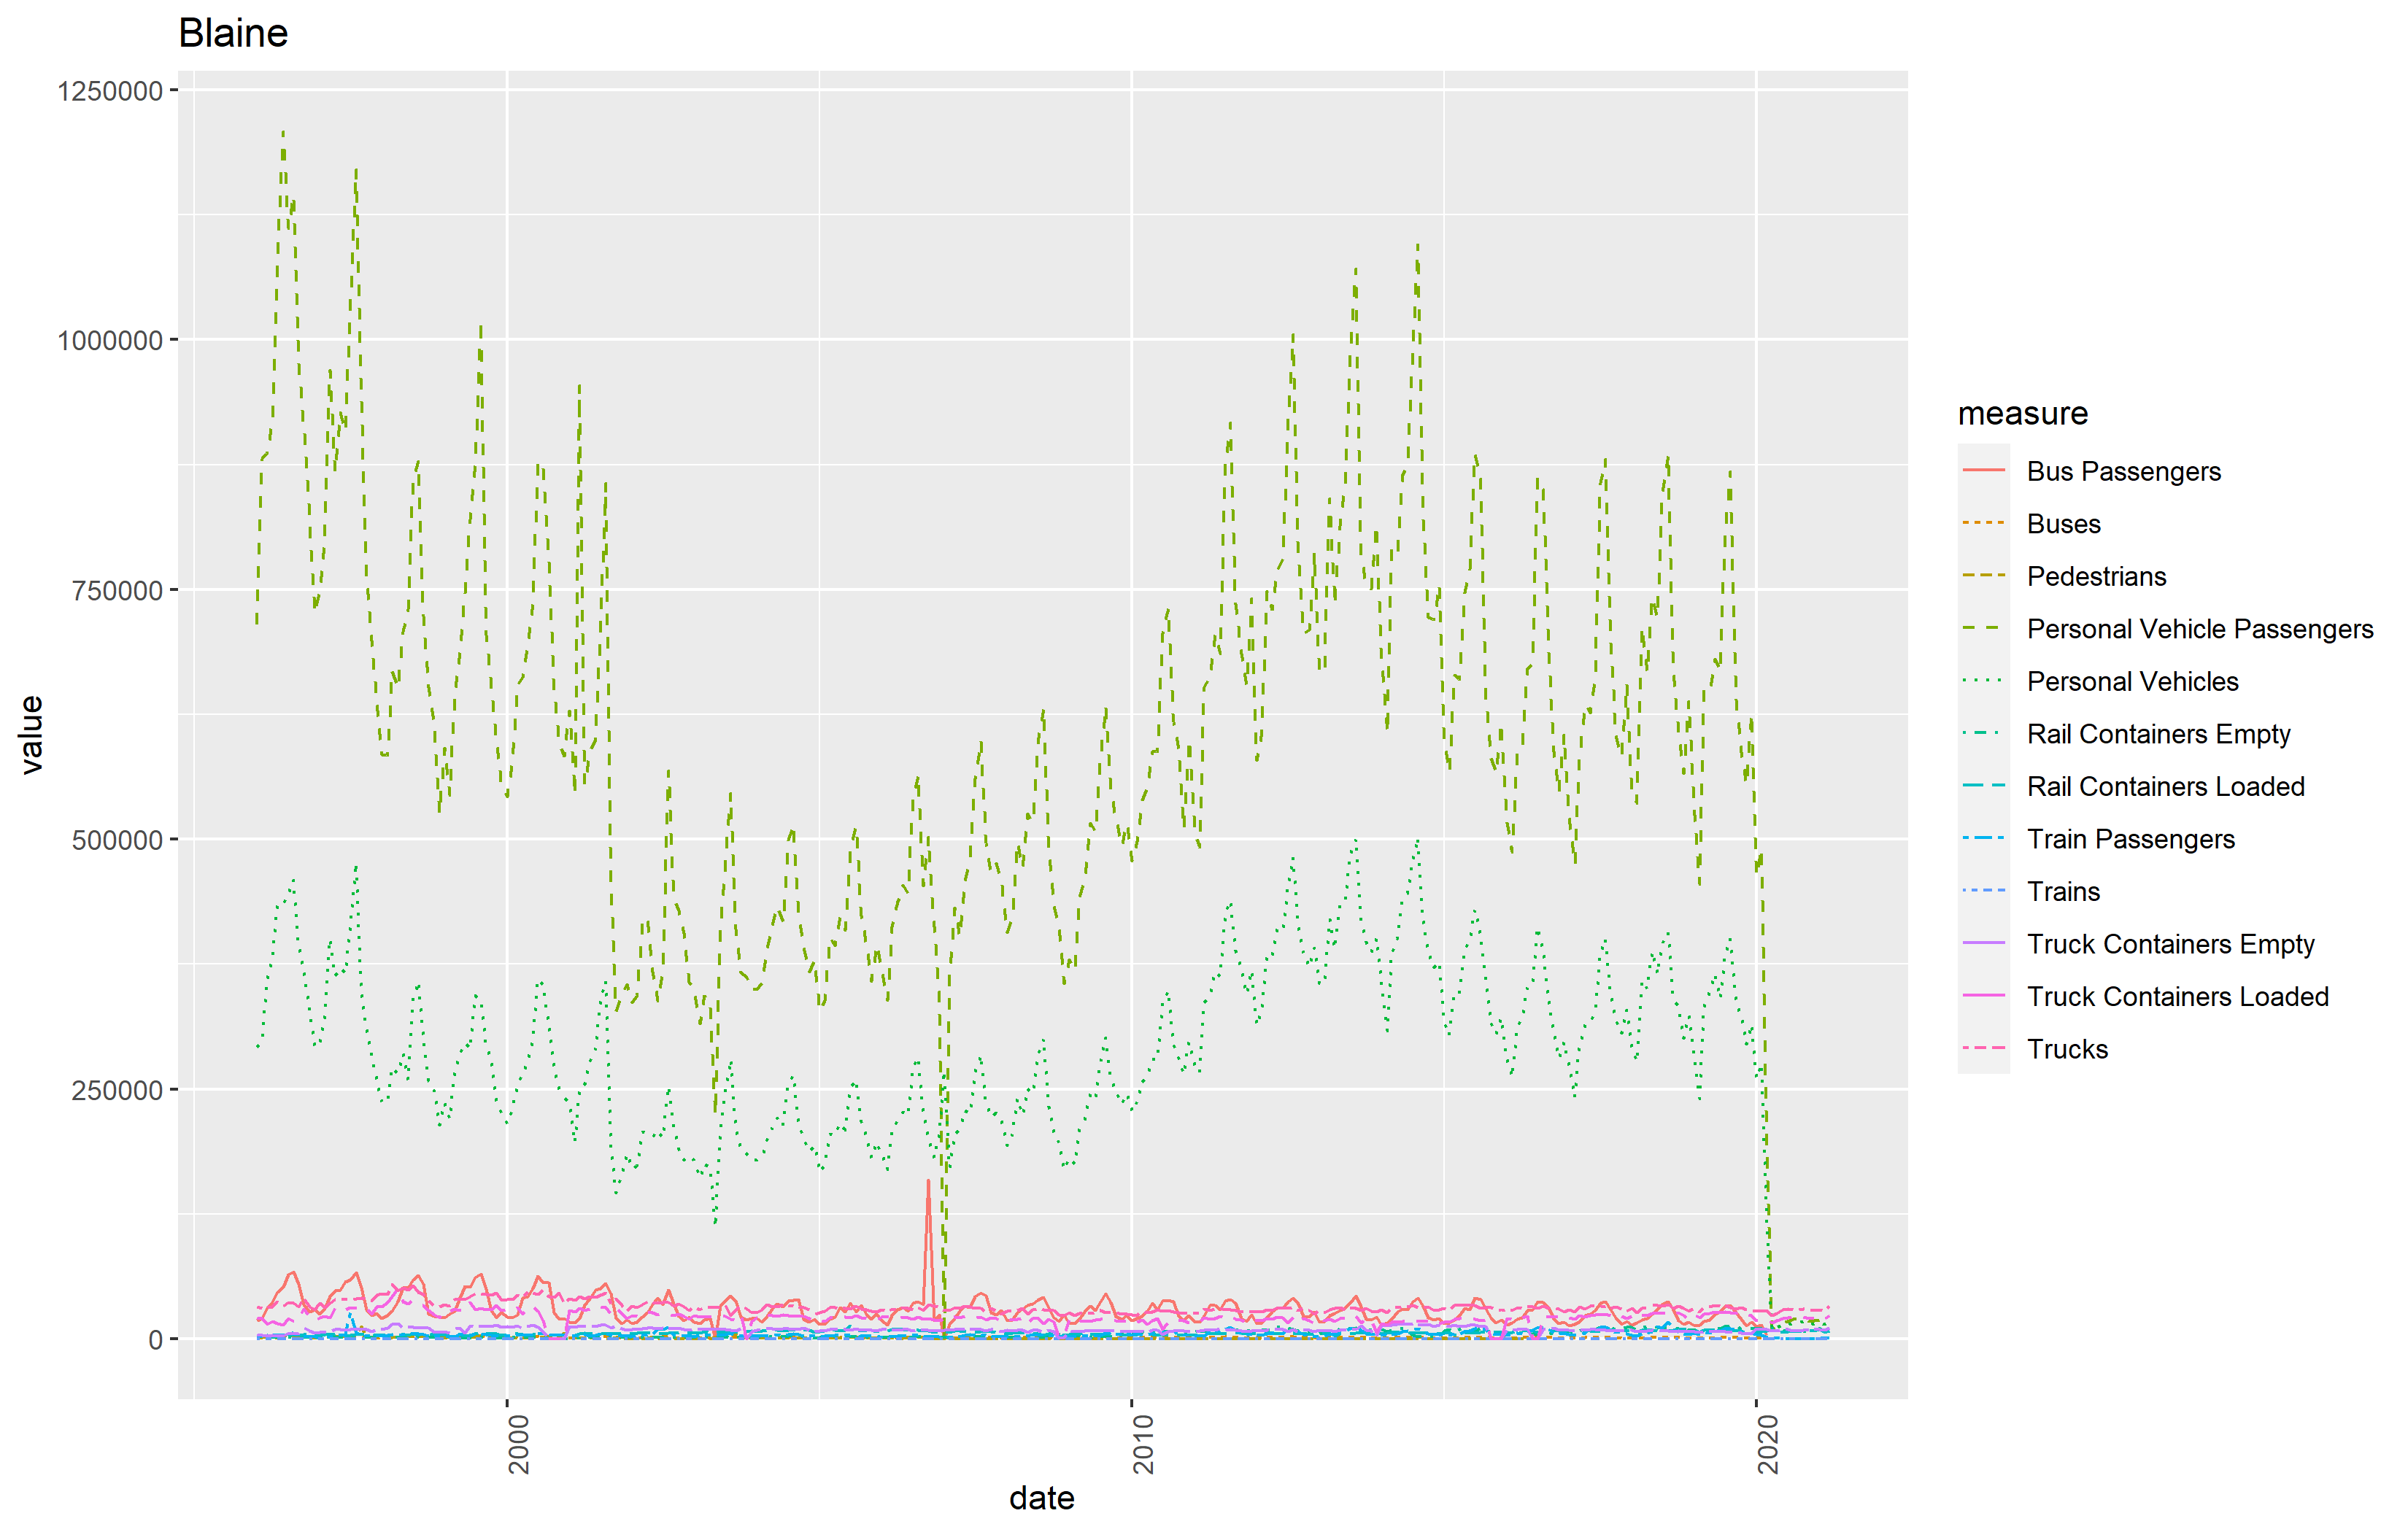 Blaine
1250000
1000000
750000
500000
250000
0
value
2000
2010
2020
date
measure
Bus Passengers
Buses
Pedestrians
Personal Vehicle Passengers
Personal Vehicles
Rail Containers Empty
Rail Containers Loaded
Train Passengers
Trains
Truck Containers Empty
Truck Containers Loaded
Trucks